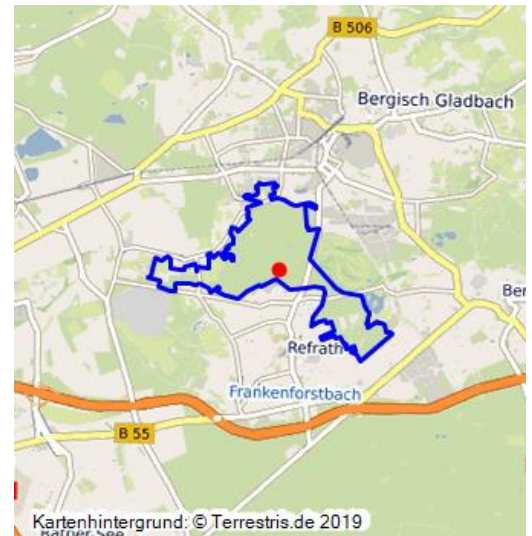 B 506
Bergisch Gladbach
Ber
Refrath
Frankenforstbach
B 55
Kartenhintergrund: © Terrestris.de 2019